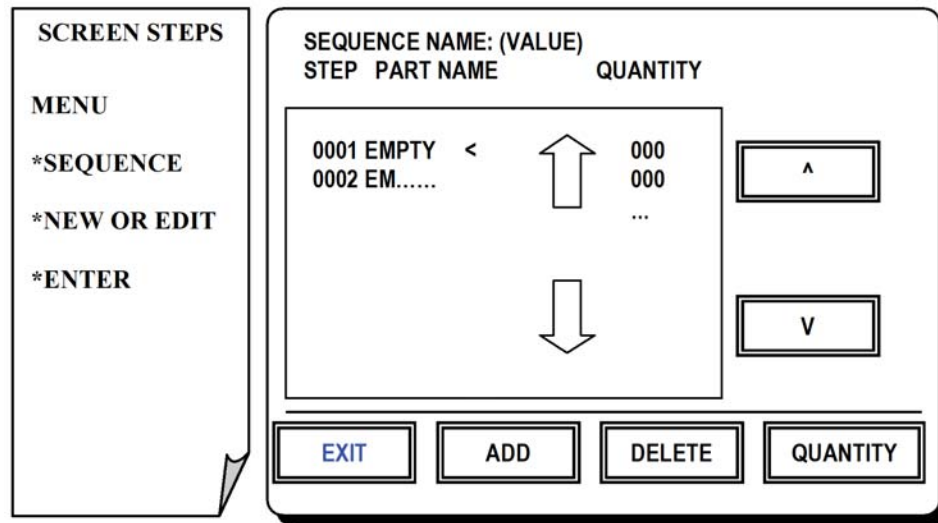 SCREEN STEPS
MENU
*SEQUENCE
*NEW OR EDIT
*ENTER
SEQUENCE NAME: (VALUE)
STEP PART NAME QUANTITY
0001 EMPTY < 000
0002 EM...... 000
...
^
V
EXIT ADD DELETE QUANTITY